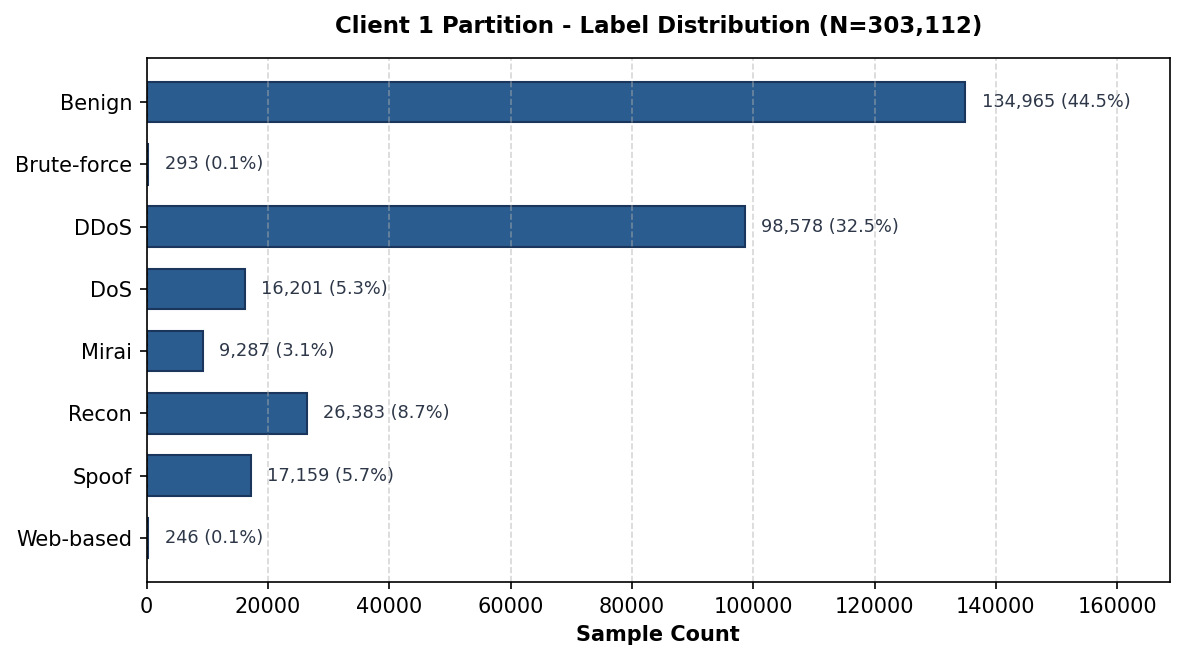 Client 1 Partition - Label Distribution (N=303,112)
Benign 134,965 (44.5%)
Brute-force 293 (0.1%)
DDoS 98,578 (32.5%)
DoS 16,201 (5.3%)
Mirai 9,287 (3.1%)
Recon 26,383 (8.7%)
Spoof 17,159 (5.7%)
Web-based 246 (0.1%)
0 20000 40000 60000 80000 100000 120000 140000 160000
Sample Count